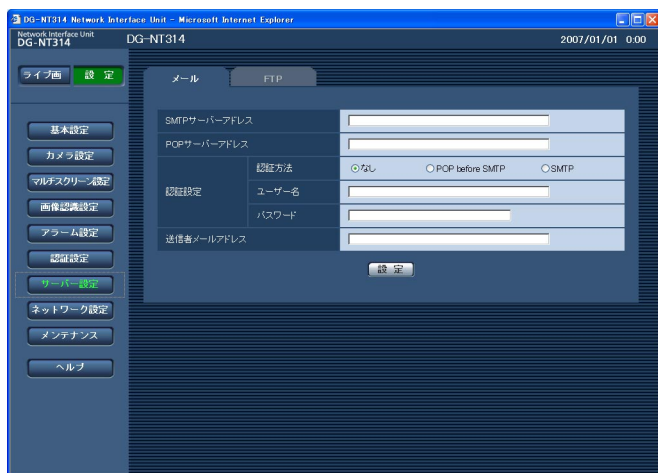 DG-NT314 Network Interface Unit - Microsoft Internet Explorer
Network Interface Unit
DG-NT314
DG-NT314
2007/01/01 0:00
ライブ画 設 定
メール FTP
基本設定
カメラ設定
マルチスクリーン設定
画像認識設定
アラーム設定
認証設定
サーバー設定
ネットワーク設定
メンテナンス
ヘルプ
SMTPサーバーアドレス
POPサーバーアドレス
認証設定
認証方法 なし POP before SMTP SMTP
ユーザー名
パスワード
送信者メールアドレス
設 定